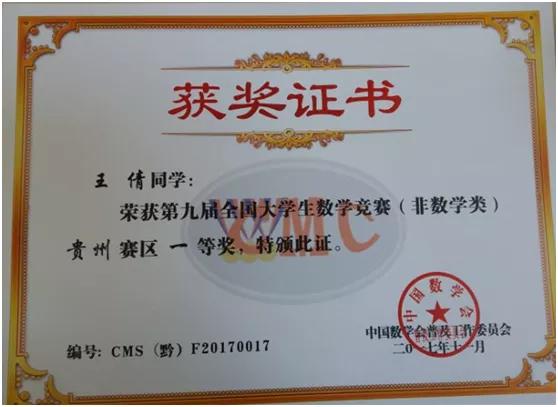 获奖证书
王倩同学:
荣获第九届全国大学生数学竞赛（非数学类）
贵州 赛区 一 等奖，特颁此证。
CMC
中国数学会
中国数学会普及工作委员会
编号: CMS（黔）F20170017
二〇一七年十一月